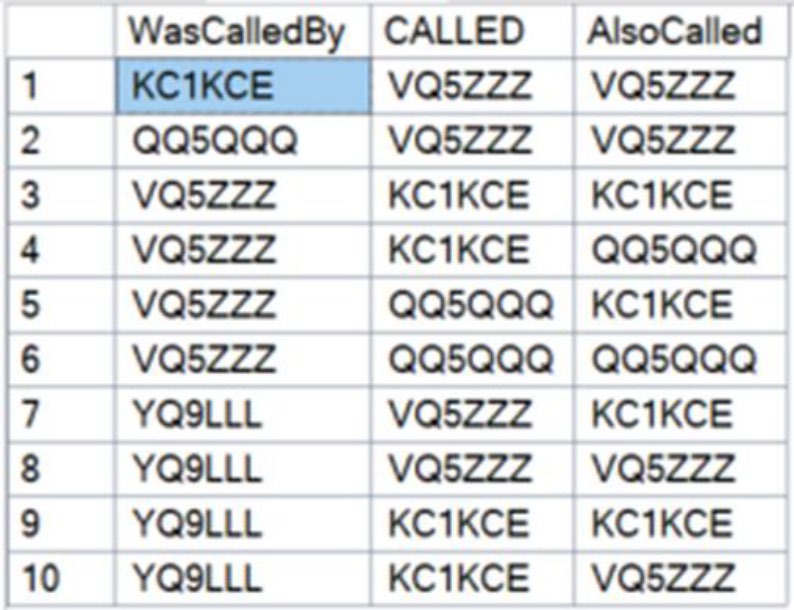 WasCalledBy CALLED AlsoCalled
1 KC1KCE VQ5ZZZ VQ5ZZZ
2 QQ5QQQ VQ5ZZZ VQ5ZZZ
3 VQ5ZZZ KC1KCE KC1KCE
4 VQ5ZZZ KC1KCE QQ5QQQ
5 VQ5ZZZ QQ5QQQ KC1KCE
6 VQ5ZZZ QQ5QQQ QQ5QQQ
7 YQ9LLL VQ5ZZZ KC1KCE
8 YQ9LLL VQ5ZZZ VQ5ZZZ
9 YQ9LLL KC1KCE KC1KCE
10 YQ9LLL KC1KCE VQ5ZZZ